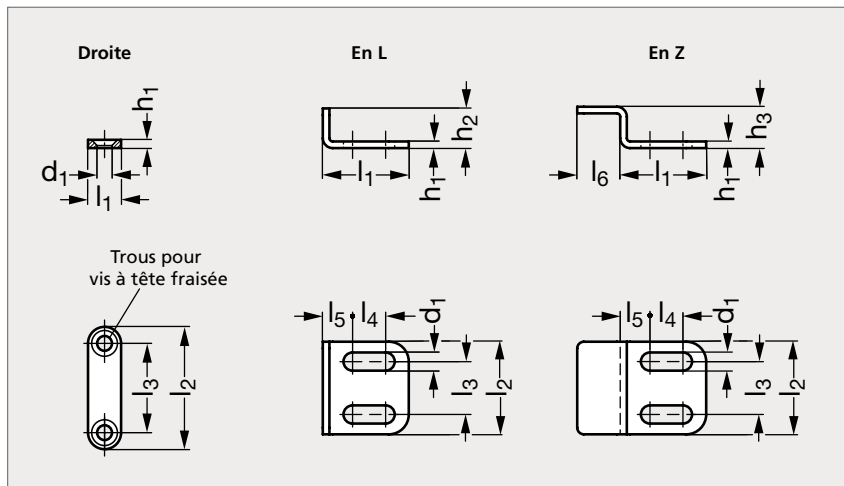 Droite
En L
En Z
h1
d1
l1
h2
l1
h1
h3
l6
l1
h1
Trous pour
vis à tête fraisée
l3
l2
l5
l4
d1
l3
l2
l5
l4
d1
l3
l2